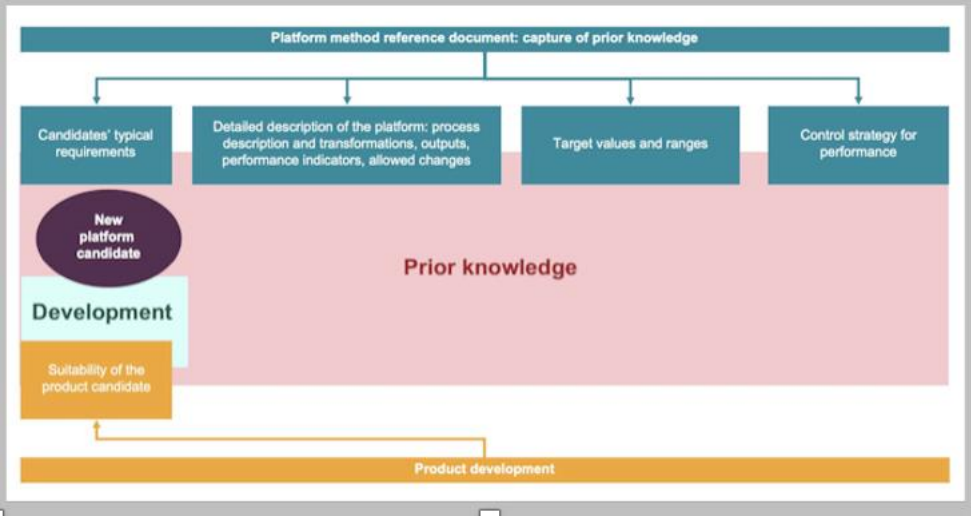 Platform method reference document: capture of prior knowledge
Candidates' typical
requirements
Detailed description of the platform: process
description and transformations, outputs,
performance indicators, allowed changes
Target values and ranges
Control strategy for
performance
New
platform
candidate
Prior knowledge
Development
Suitability of the
product candidate
Product development